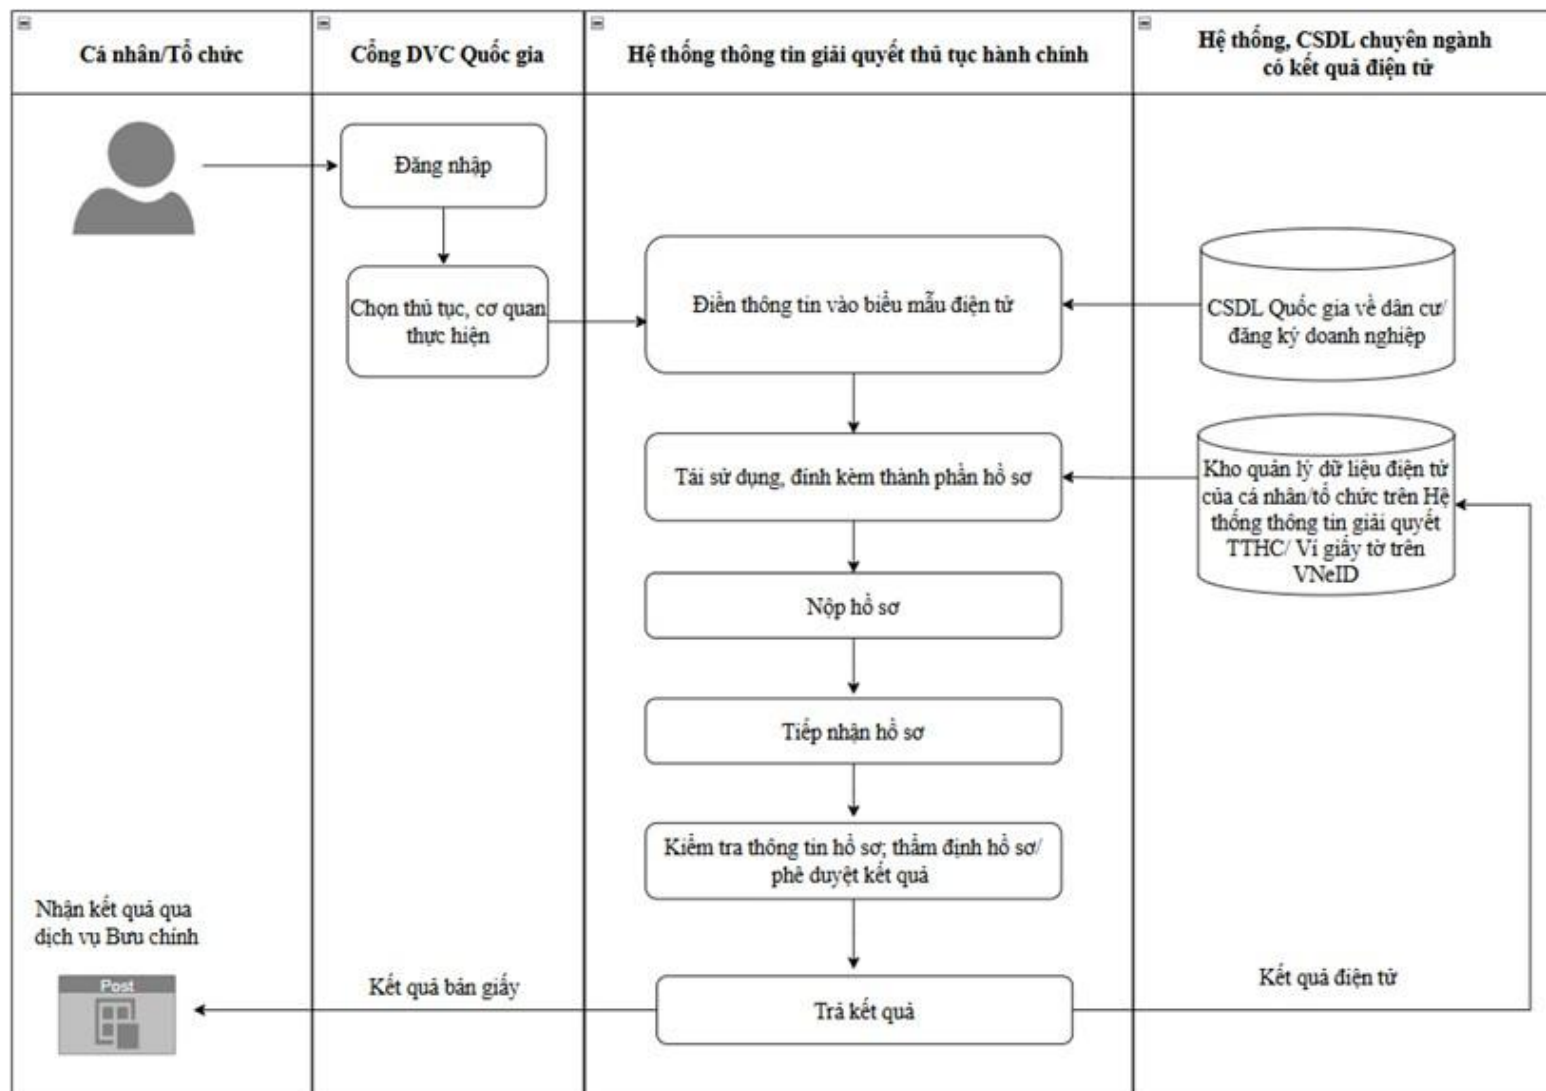 Cá nhân/Tổ chức
Cổng DVC Quốc gia
Hệ thống thông tin giải quyết thủ tục hành chính
Hệ thống, CSDL chuyên ngành
có kết quả điện tử
Đăng nhập
Chọn thủ tục, cơ quan
thực hiện
Điền thông tin vào biểu mẫu điện tử
CSDL Quốc gia về dân cư/
đăng ký doanh nghiệp
Tái sử dụng, đính kèm thành phần hồ sơ
Kho quản lý dữ liệu điện tử
của cá nhân/tổ chức trên Hệ
thống thông tin giải quyết
TTHC/ Ví giấy tờ trên
VNeID
Nộp hồ sơ
Tiếp nhận hồ sơ
Kiểm tra thông tin hồ sơ; thẩm định hồ sơ/
phê duyệt kết quả
Nhận kết quả qua
dịch vụ Bưu chính
Post
Kết quả bản giấy
Trả kết quả
Kết quả điện tử